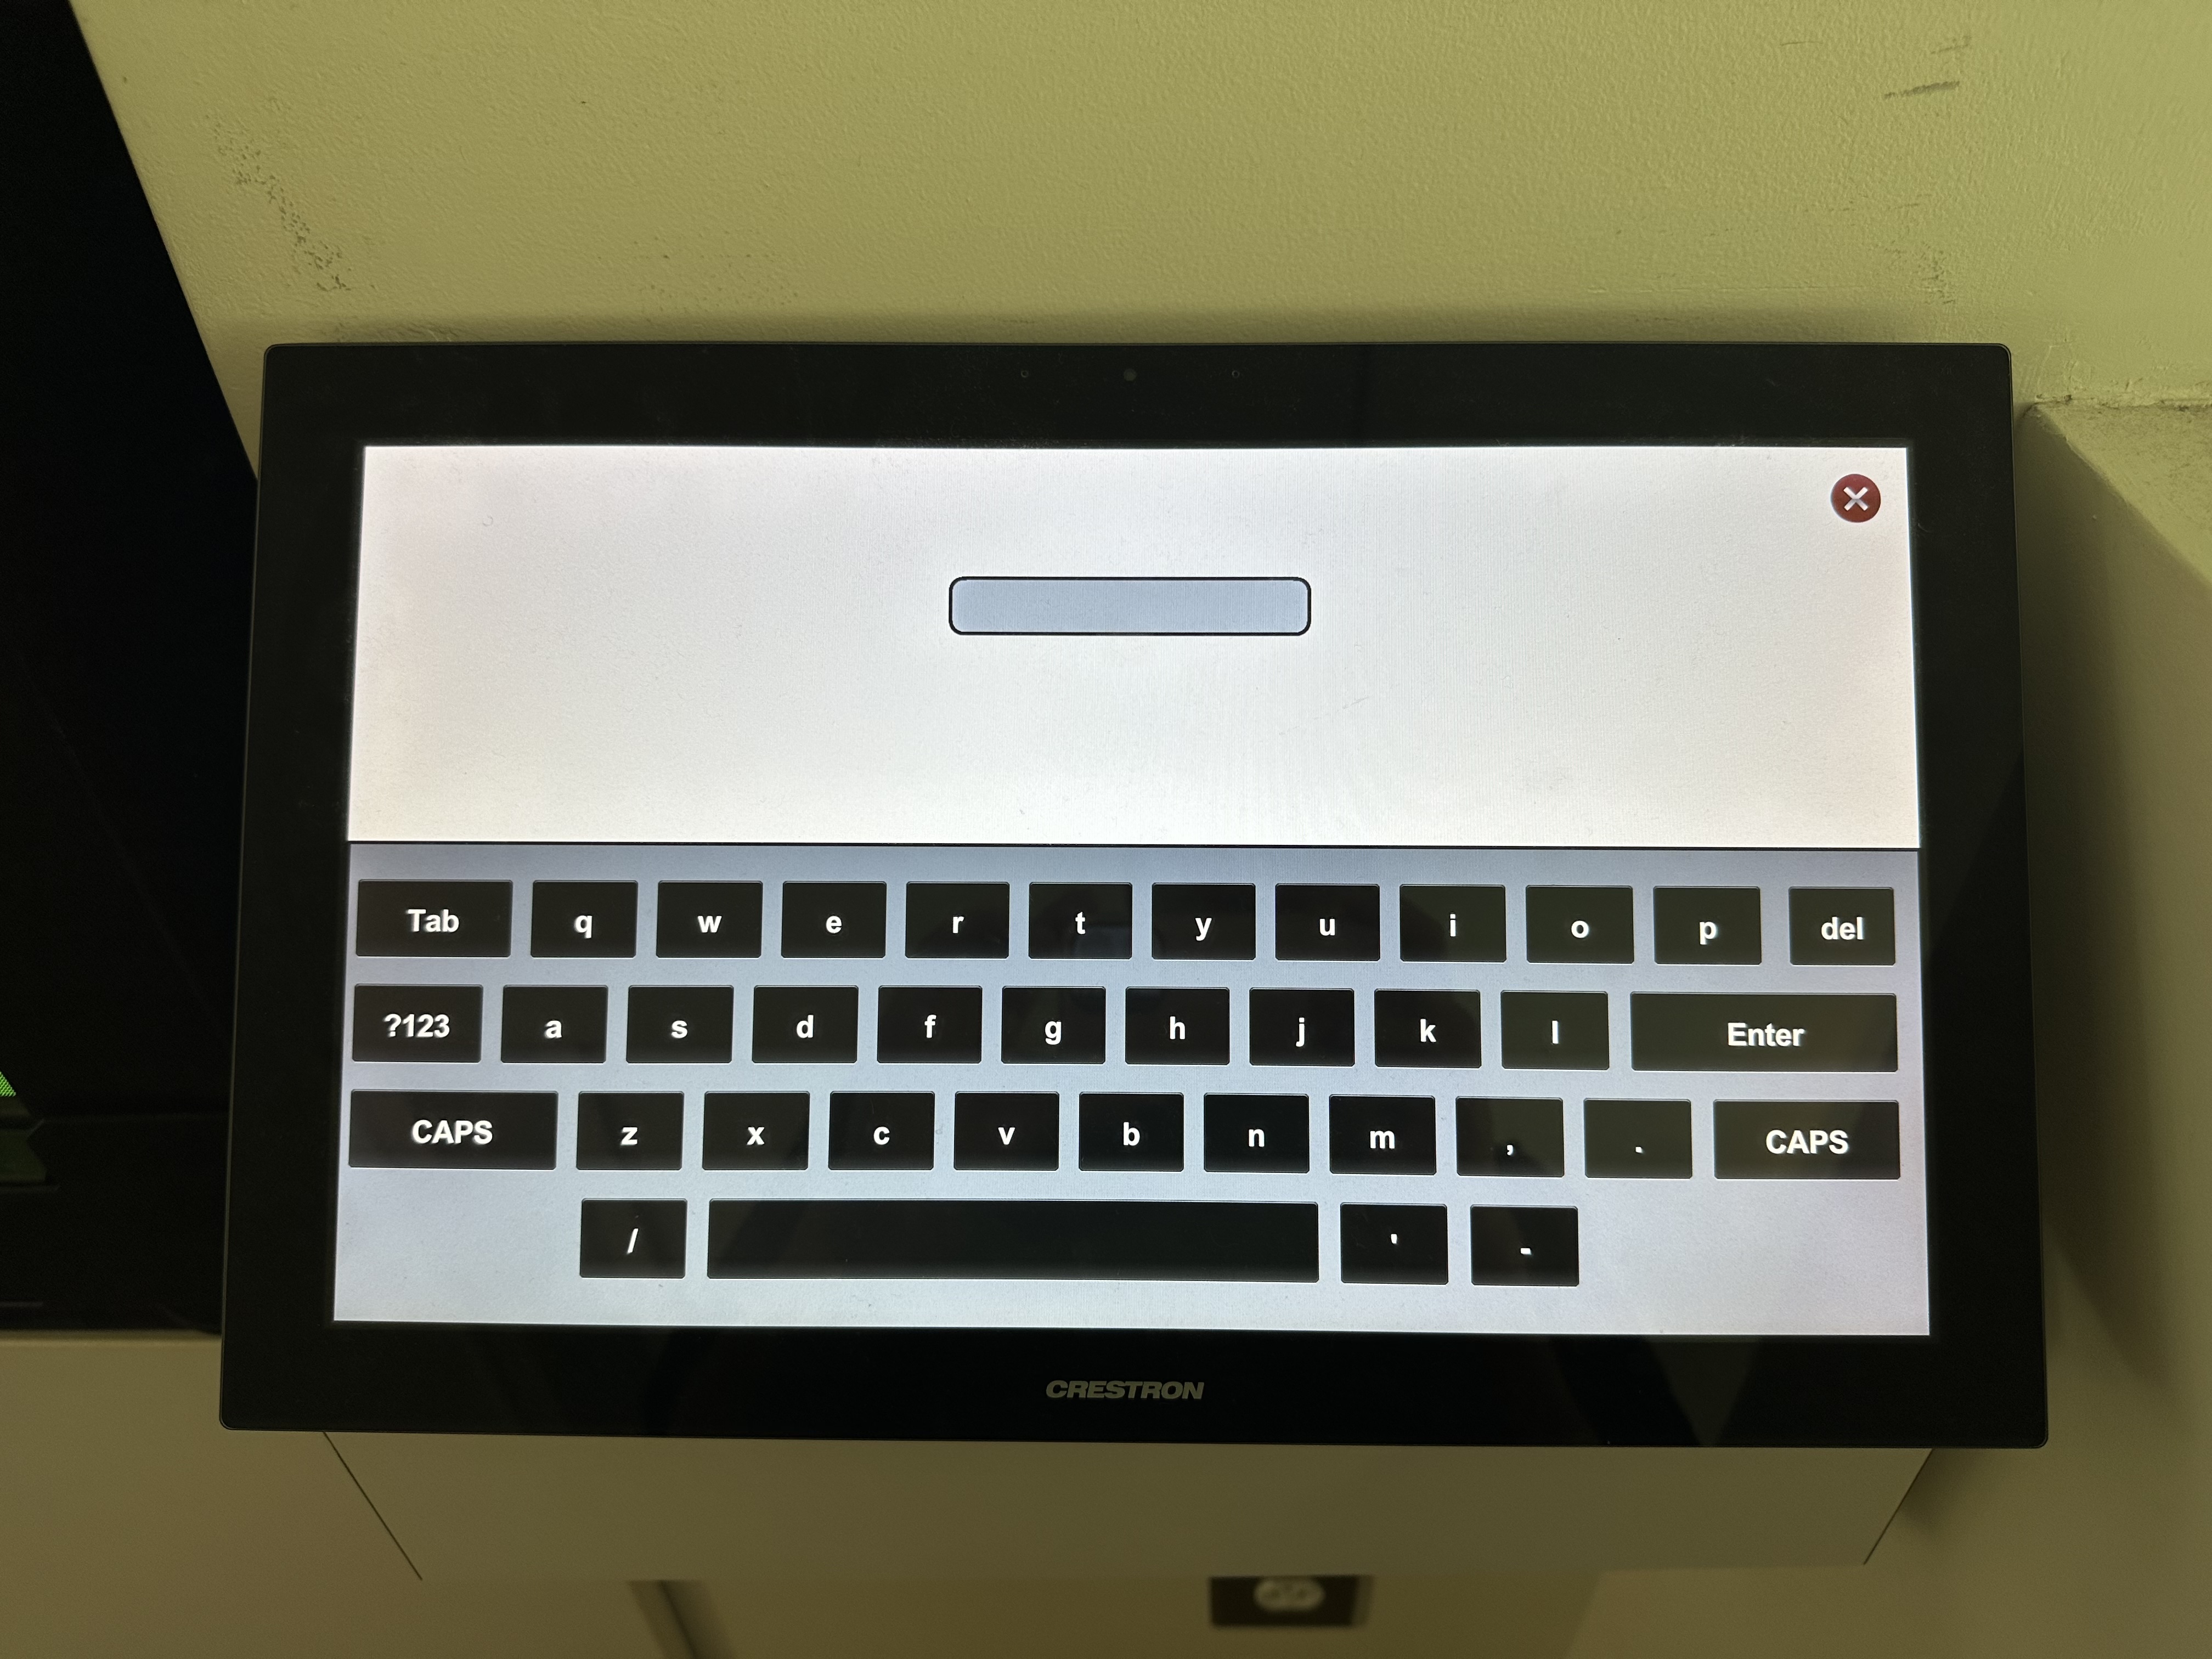 Tab q w e r t y u i o p del
?123 a s d f g h j k l Enter
CAPS z x c v b n m , . CAPS
/ ' -
CRESTRON